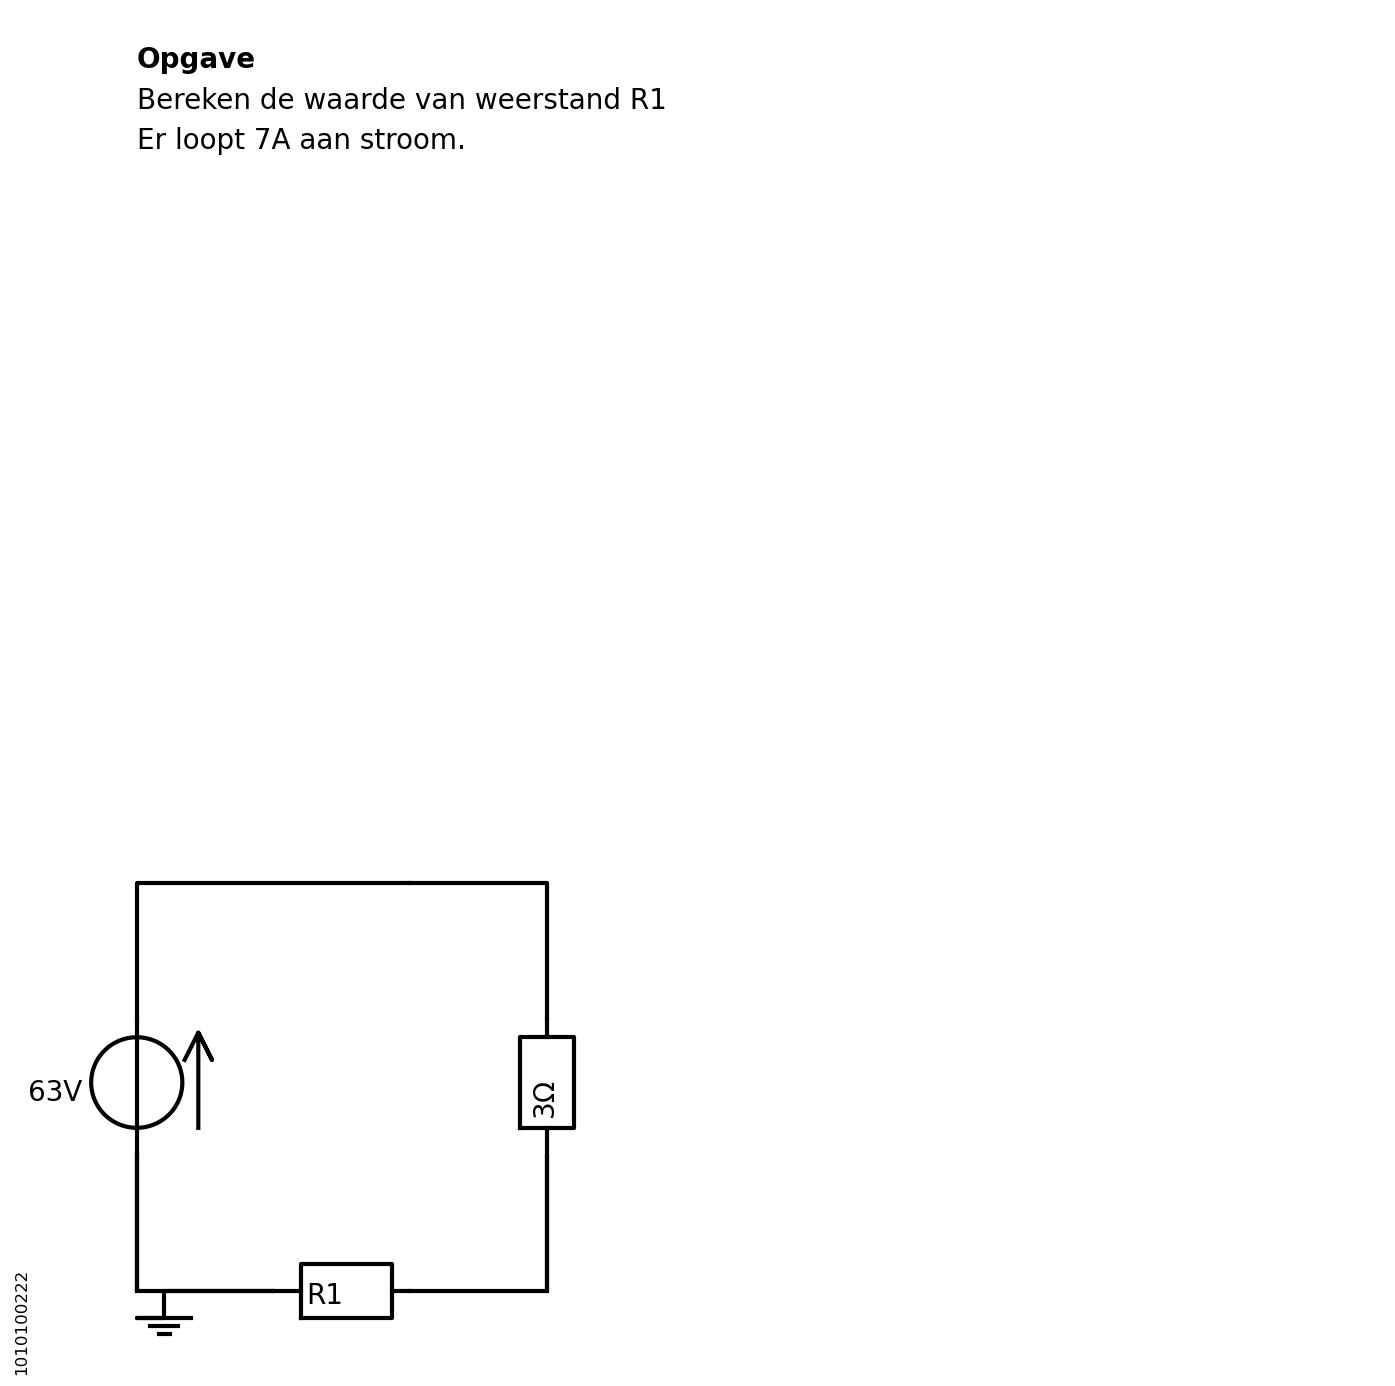 Opgave
Bereken de waarde van weerstand R1
Er loopt 7A aan stroom.
63V
3Ω
R1
1010100222